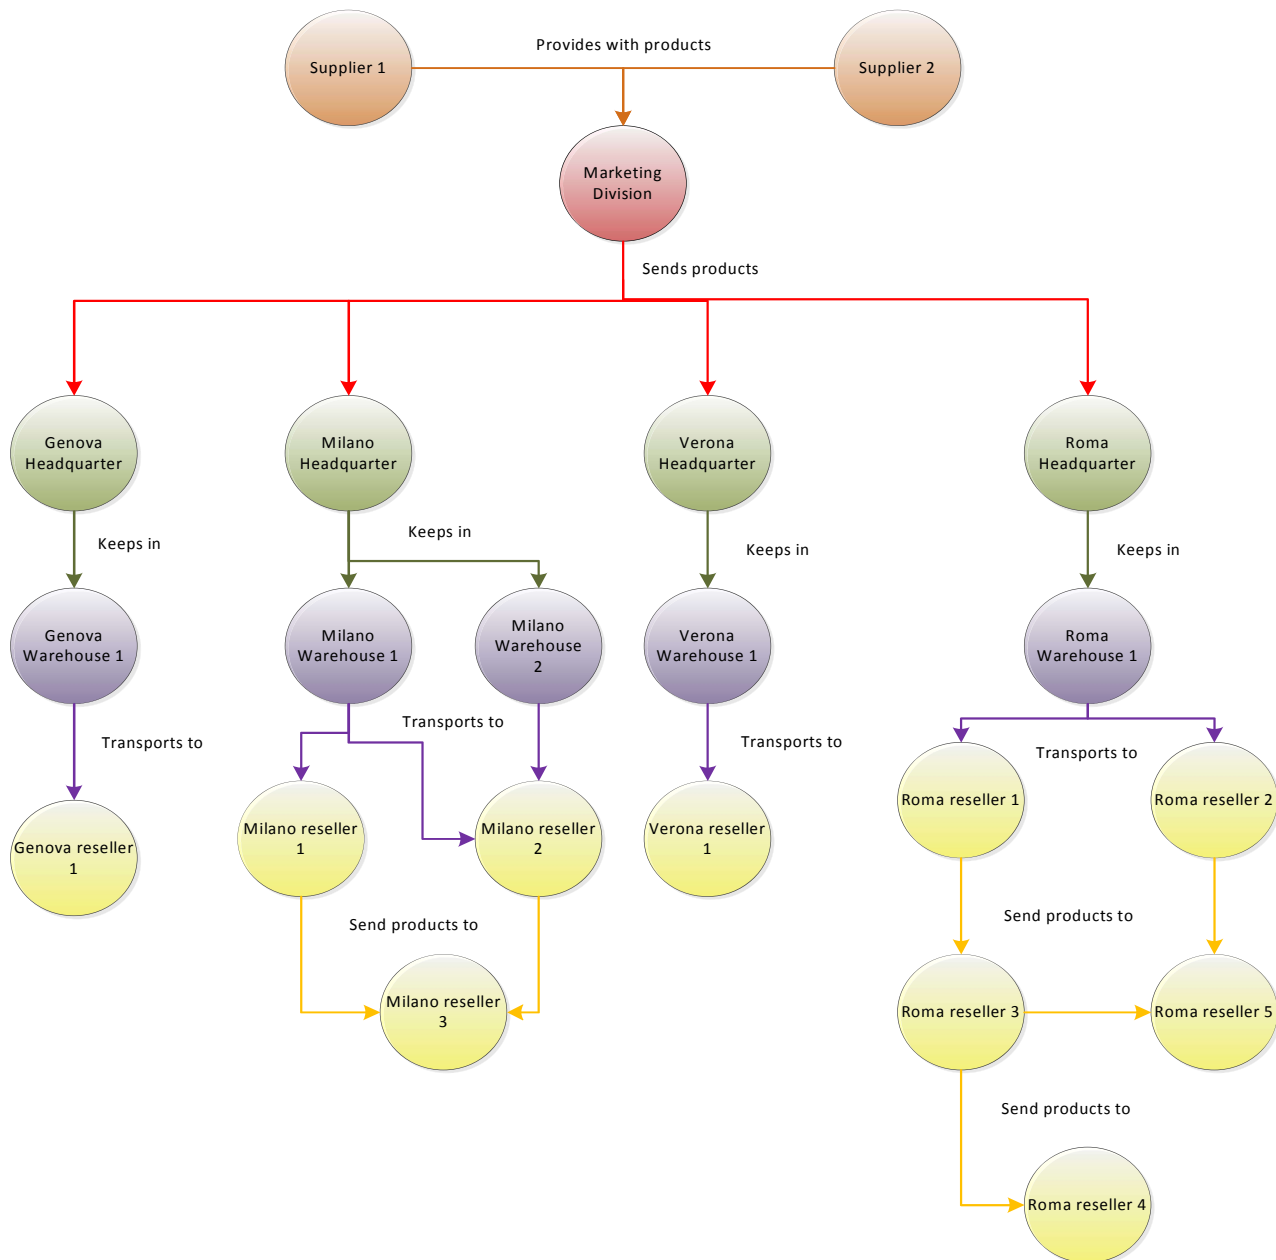 Provides with products
Supplier 1
Supplier 2
Marketing
Division
Sends products
Genova
Headquarter
Milano
Headquarter
Verona
Headquarter
Roma
Headquarter
Keeps in
Keeps in
Keeps in
Keeps in
Genova
Warehouse 1
Milano
Warehouse 1
Milano
Warehouse
2
Verona
Warehouse 1
Roma
Warehouse 1
Transports to
Transports to
Transports to
Transports to
Genova reseller
1
Milano reseller
1
Milano reseller
2
Verona reseller
1
Roma reseller 1
Roma reseller 2
Send products to
Send products to
Milano reseller
3
Roma reseller 3
Roma reseller 5
Send products to
Roma reseller 4